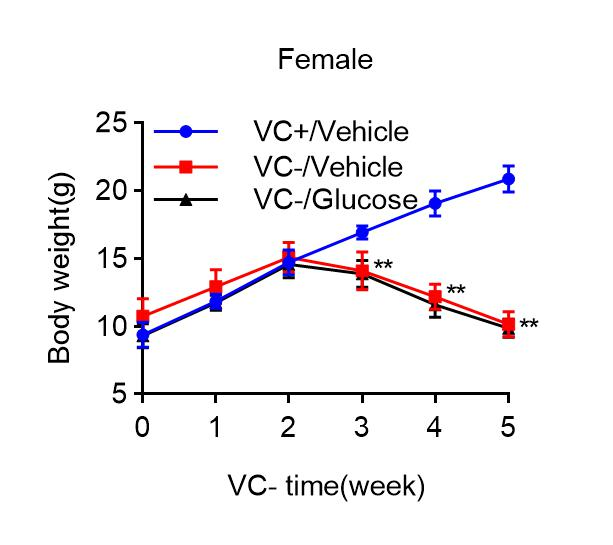 Female
VC+/Vehicle
VC-/Vehicle
VC-/Glucose
Body weight(g)
25
20
15
10
5
**
**
**
0 1 2 3 4 5
VC- time(week)